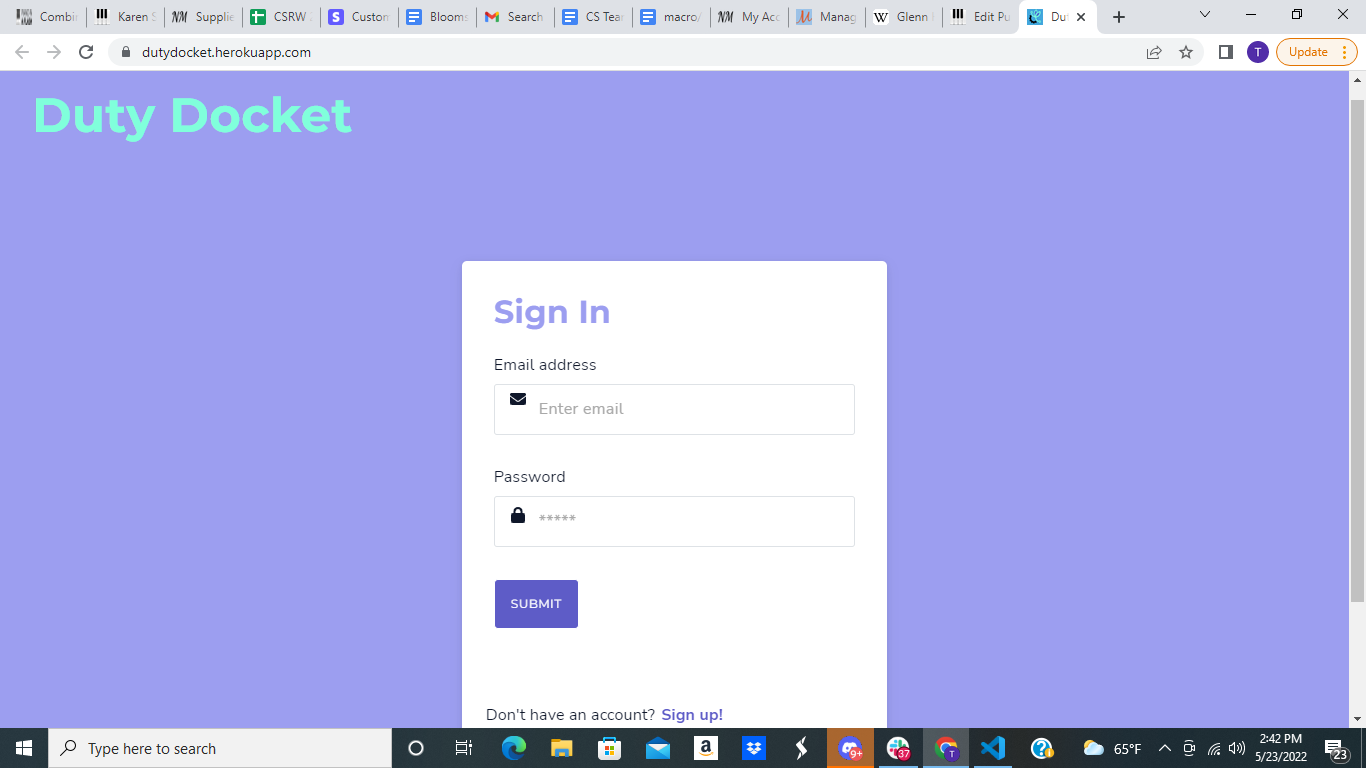 Combi
Karen S
Supplie
CSRW
Custom
Blooms
Search
CS Tear
macro/
My Acc
Manag
Glenn
Edit Pu
Du
dutydocket.herokuapp.com
T
Update
Duty Docket
Sign In
Email address
Enter email
Password
*****
SUBMIT
Don't have an account? Sign up!
Type here to search
9+
37
T
65°F
2:42 PM
5/23/2022
23